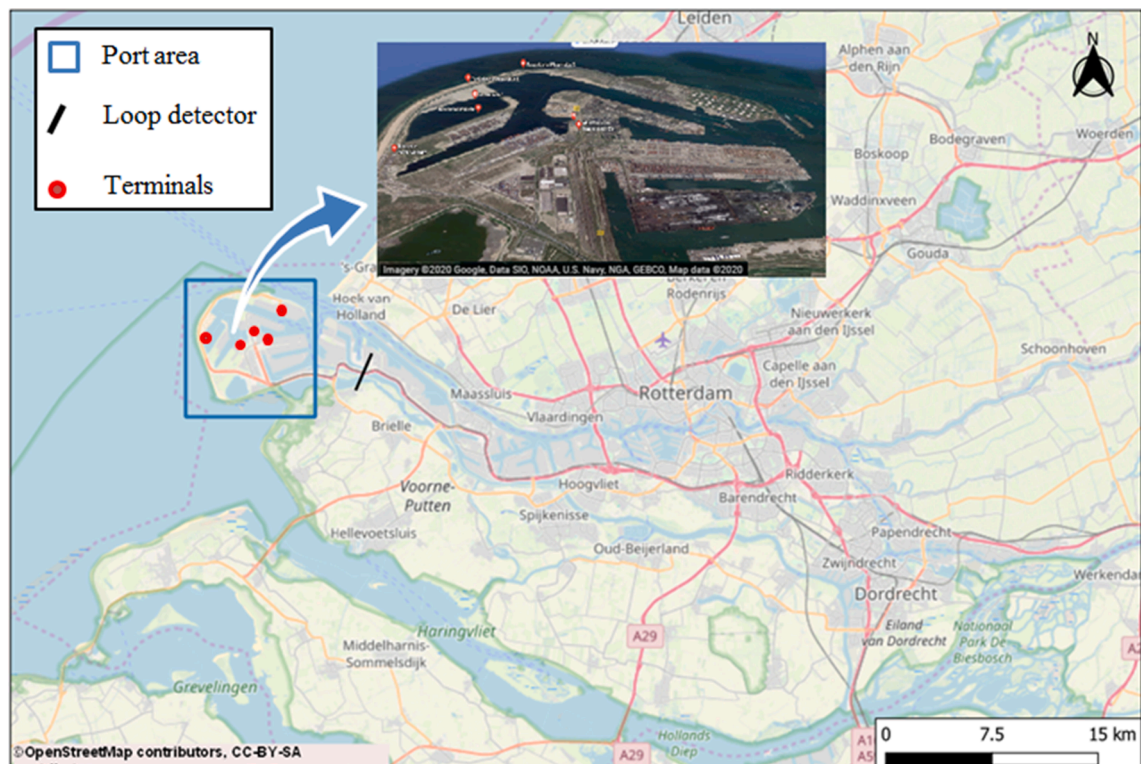 Port area
Loop detector
Terminals
N
Leiden
Alphen aan
den Rijn
Bodegraven
Woerden
Boskoop
Waddinxveen
Gouda
Imagery ©2020 Google, Data SIO, NOAA, U.S. Navy, NGA, GEBCO, Map data ©2020
's-Gra
Rodenrijs
Hoek van
Holland
De Lier
Nieuwerkerk
aan den IJssel
Schoonhoven
Capelle aan
den IJssel
Maassluis
Rotterdam
Vlaardingen
Brielle
Ridderkerk
Hoogvliet
Barendrecht
Voorne-
Putten
Spijkenisse
Papendrecht
Hellevoetsluis
Oud-Beijerland
Zwijndrecht
Werkendam
Dordrecht
Haringvliet
A29
Eiland
van Dordrecht
Nationaal
Park De
Biesbosch
Middelharnis-
Sommelsdijk
Grevelingen
Hollands
Diep
A29
0 7.5 15 km
©OpenStreetMap contributors, CC-BY-SA